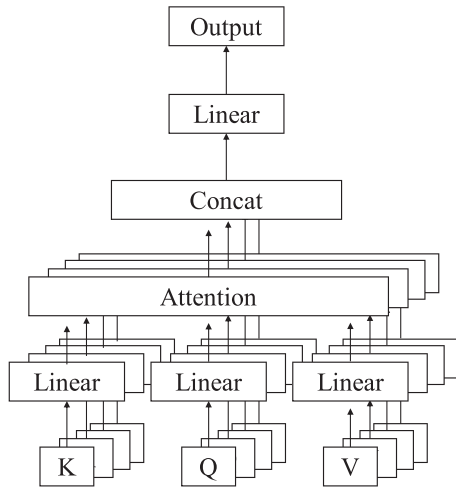 Output
Linear
Concat
Attention
Linear Linear Linear
K Q V